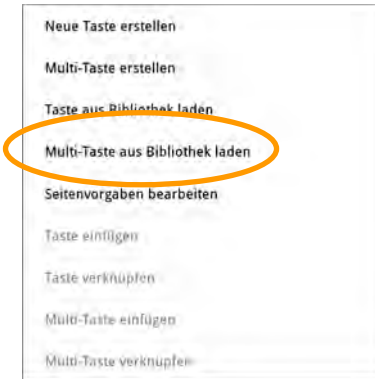 Neue Taste erstellen
Multi-Taste erstellen
Taste aus Bibliothek laden
Multi-Taste aus Bibliothek laden
Seitenvorgaben bearbeiten
Taste einfügen
Taste verknüpfen
Multi-Taste einfügen
Multi-Taste verknüpfen